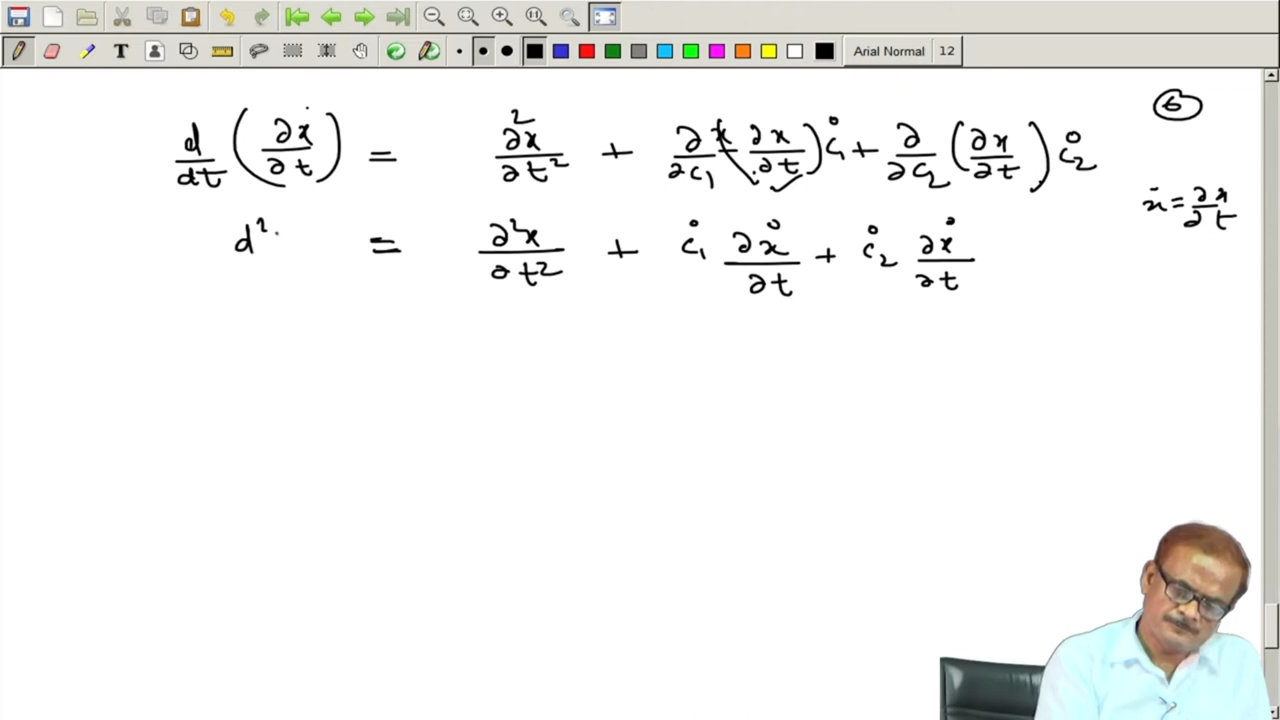 T Arial Normal 12
⑥
d/dt (∂ẋ/∂t) = ∂²x/∂t² + ∂/∂c₁ (∂x/∂t) ċ₁ + ∂/∂c₂ (∂x/∂t) ċ₂
ẋ = ∂x/∂t
d² = ∂²x/∂t² + ċ₁ ∂ẋ/∂t + ċ₂ ∂ẋ/∂t